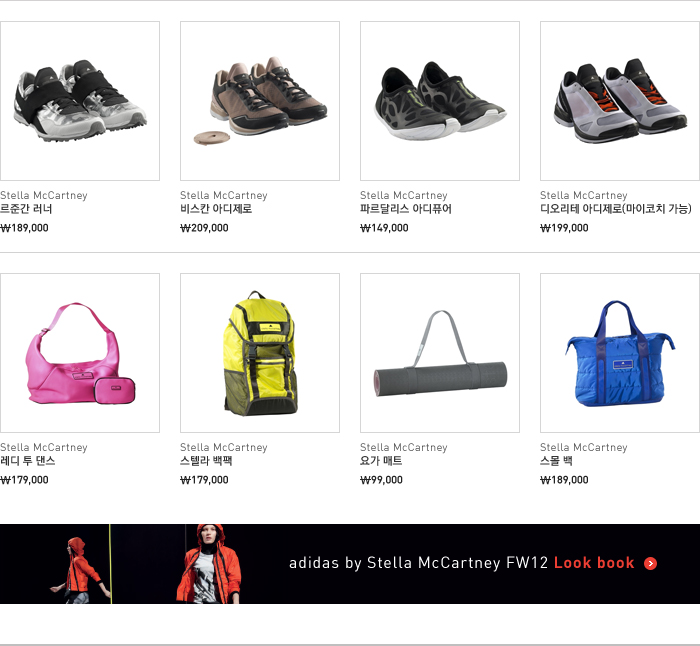 Stella McCartney
르준간 러너
₩189,000
Stella McCartney
비스칸 아디제로
₩209,000
Stella McCartney
파르달리스 아디퓨어
₩149,000
Stella McCartney
디오리테 아디제로(마이코치 가능)
₩199,000
Stella McCartney
레디 투 댄스
₩179,000
Stella McCartney
스텔라 백팩
₩179,000
Stella McCartney
요가 매트
₩99,000
Stella McCartney
스몰 백
₩189,000
adidas by Stella McCartney FW12 Look book